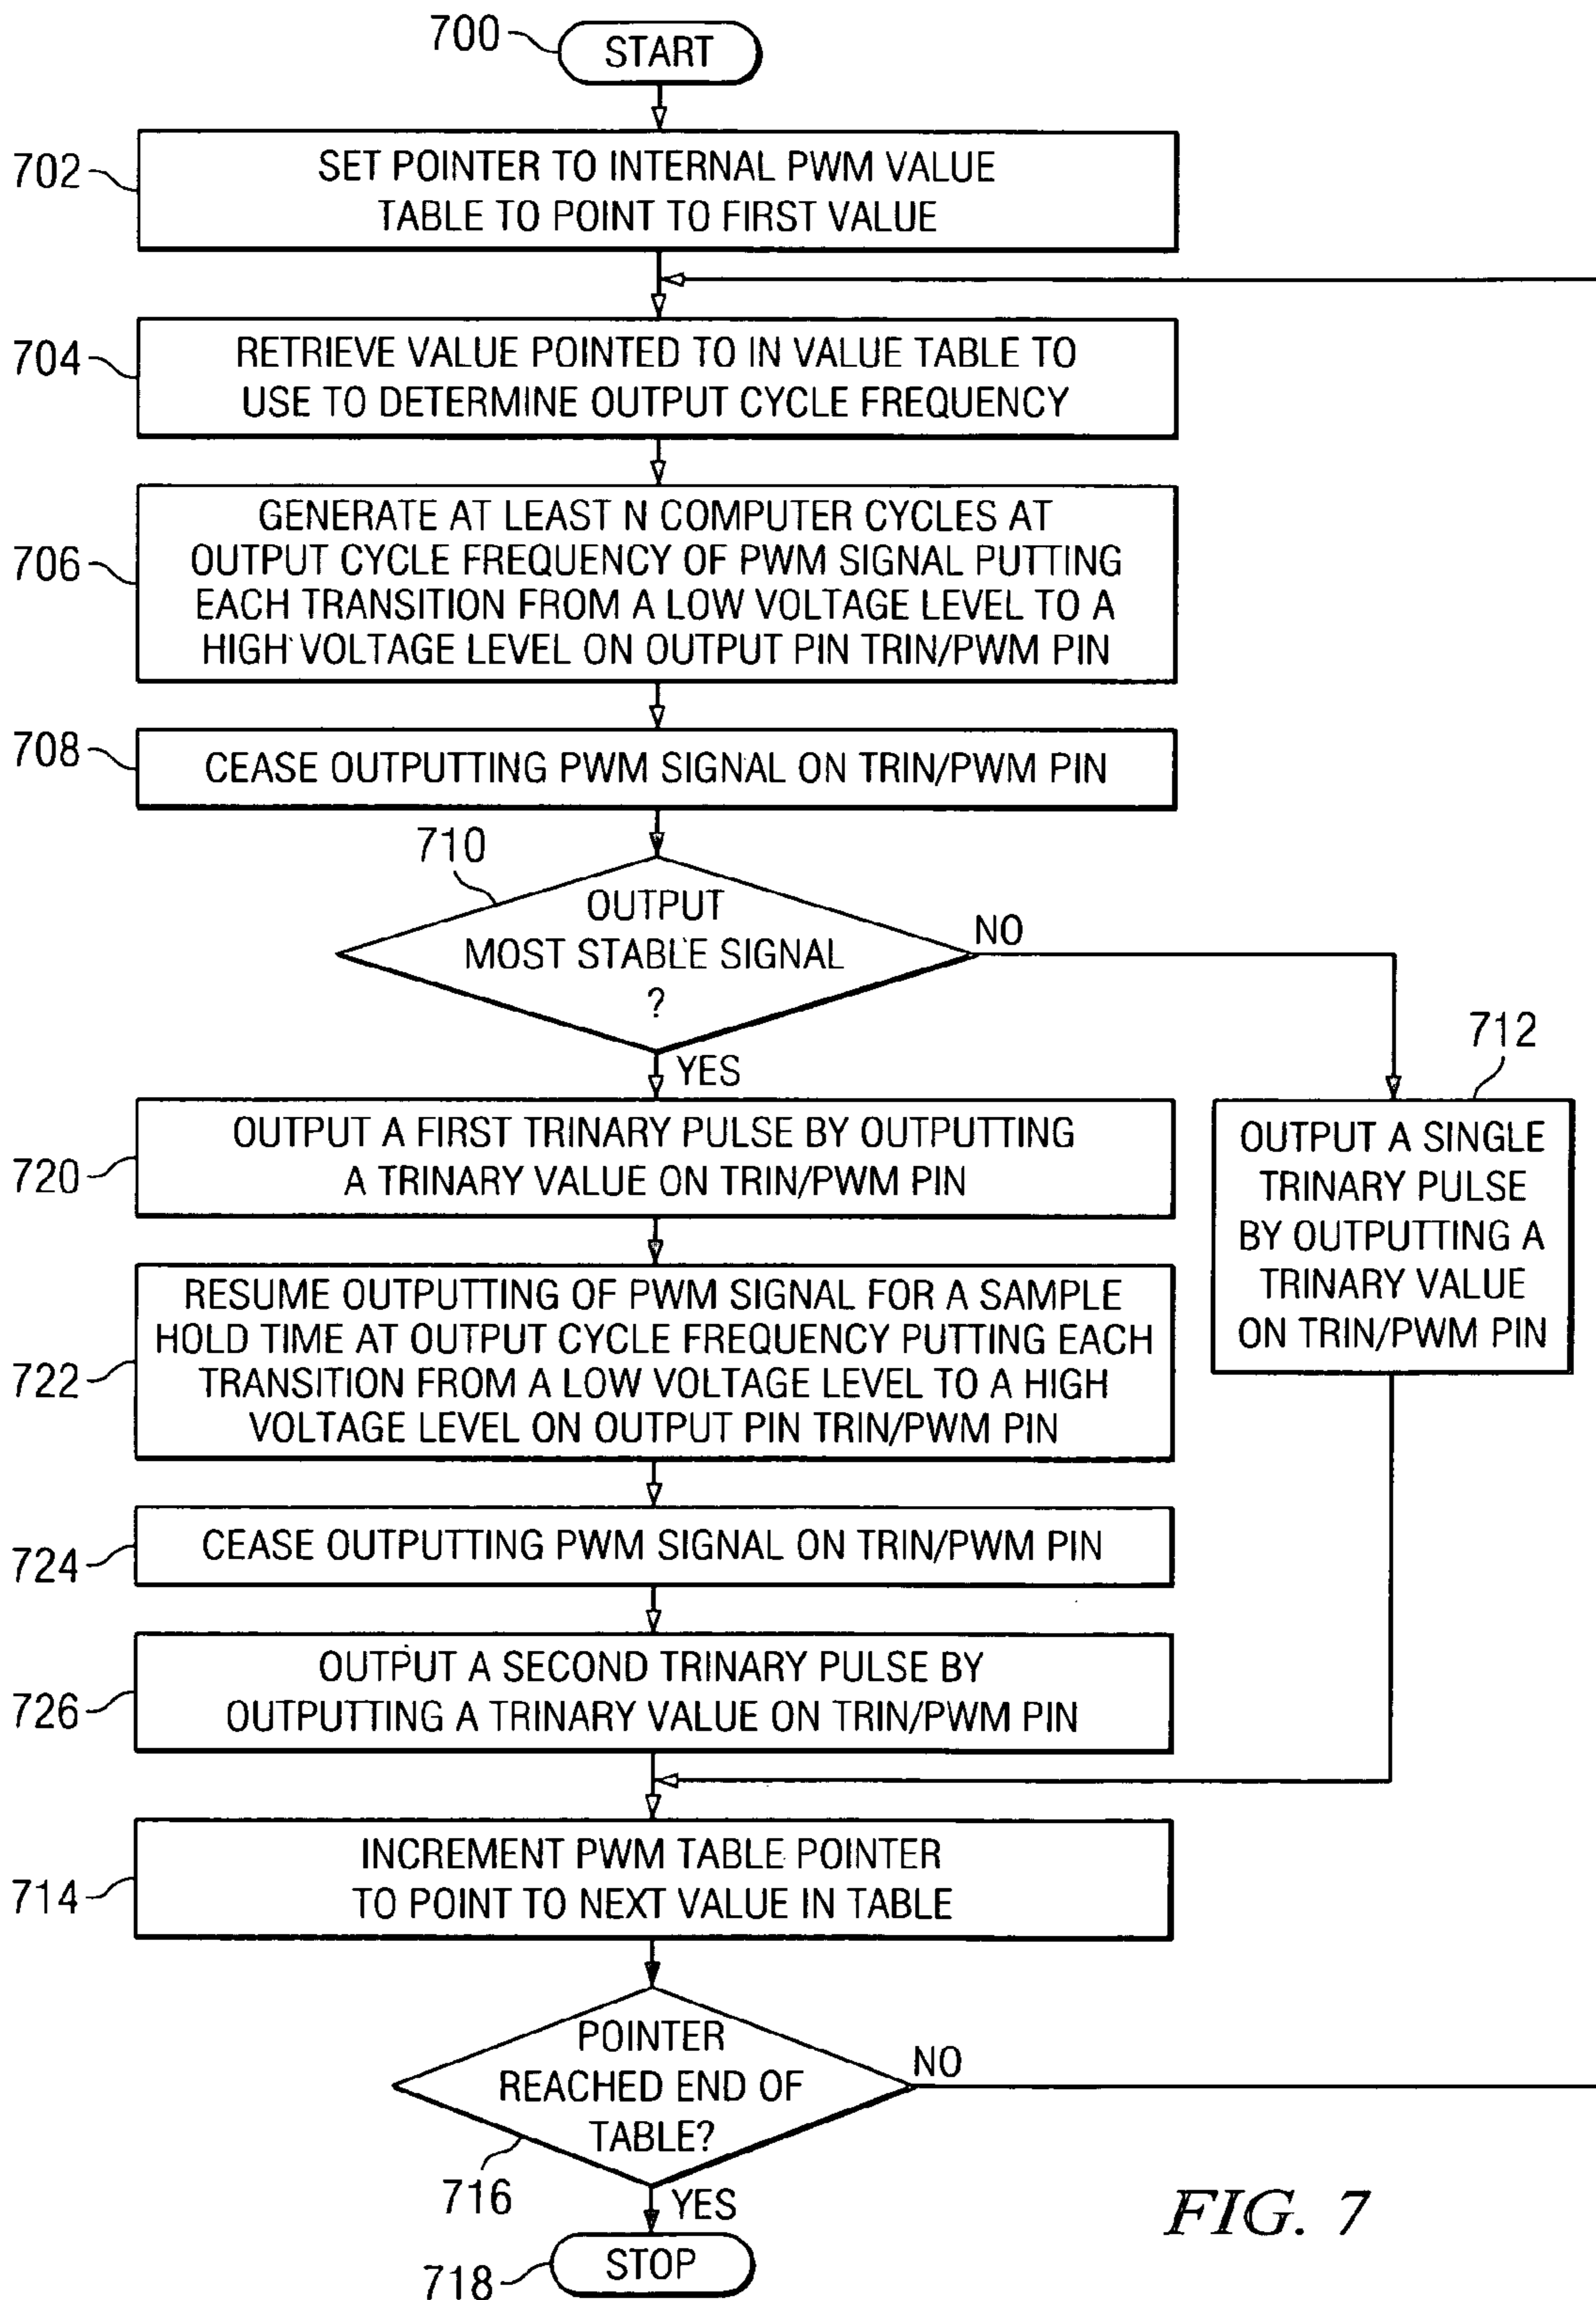 700
START
702
SET POINTER TO INTERNAL PWM VALUE
TABLE TO POINT TO FIRST VALUE
704
RETRIEVE VALUE POINTED TO IN VALUE TABLE TO
USE TO DETERMINE OUTPUT CYCLE FREQUENCY
706
GENERATE AT LEAST N COMPUTER CYCLES AT
OUTPUT CYCLE FREQUENCY OF PWM SIGNAL PUTTING
EACH TRANSITION FROM A LOW VOLTAGE LEVEL TO A
HIGH VOLTAGE LEVEL ON OUTPUT PIN TRIN/PWM PIN
708
CEASE OUTPUTTING PWM SIGNAL ON TRIN/PWM PIN
710
OUTPUT
MOST STABLE SIGNAL
?
NO
YES
712
OUTPUT A SINGLE
TRINARY PULSE
BY OUTPUTTING A
TRINARY VALUE
ON TRIN/PWM PIN
720
OUTPUT A FIRST TRINARY PULSE BY OUTPUTTING
A TRINARY VALUE ON TRIN/PWM PIN
722
RESUME OUTPUTTING OF PWM SIGNAL FOR A SAMPLE
HOLD TIME AT OUTPUT CYCLE FREQUENCY PUTTING EACH
TRANSITION FROM A LOW VOLTAGE LEVEL TO A HIGH
VOLTAGE LEVEL ON OUTPUT PIN TRIN/PWM PIN
724
CEASE OUTPUTTING PWM SIGNAL ON TRIN/PWM PIN
726
OUTPUT A SECOND TRINARY PULSE BY
OUTPUTTING A TRINARY VALUE ON TRIN/PWM PIN
714
INCREMENT PWM TABLE POINTER
TO POINT TO NEXT VALUE IN TABLE
POINTER
REACHED END OF
TABLE?
NO
716
YES
718
STOP
FIG. 7